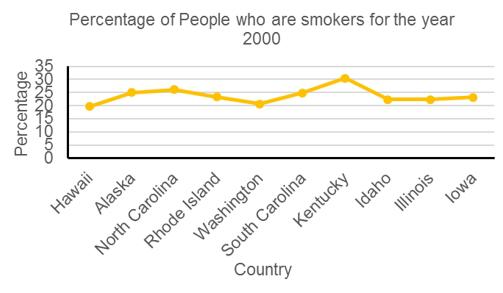 Percentage of People who are smokers for the year
2000
Percentage
35
30
25
20
15
10
5
0
Hawaii
Alaska
North Carolina
Rhode Island
Washington
South Carolina
Kentucky
Idaho
Illinois
Iowa
Country